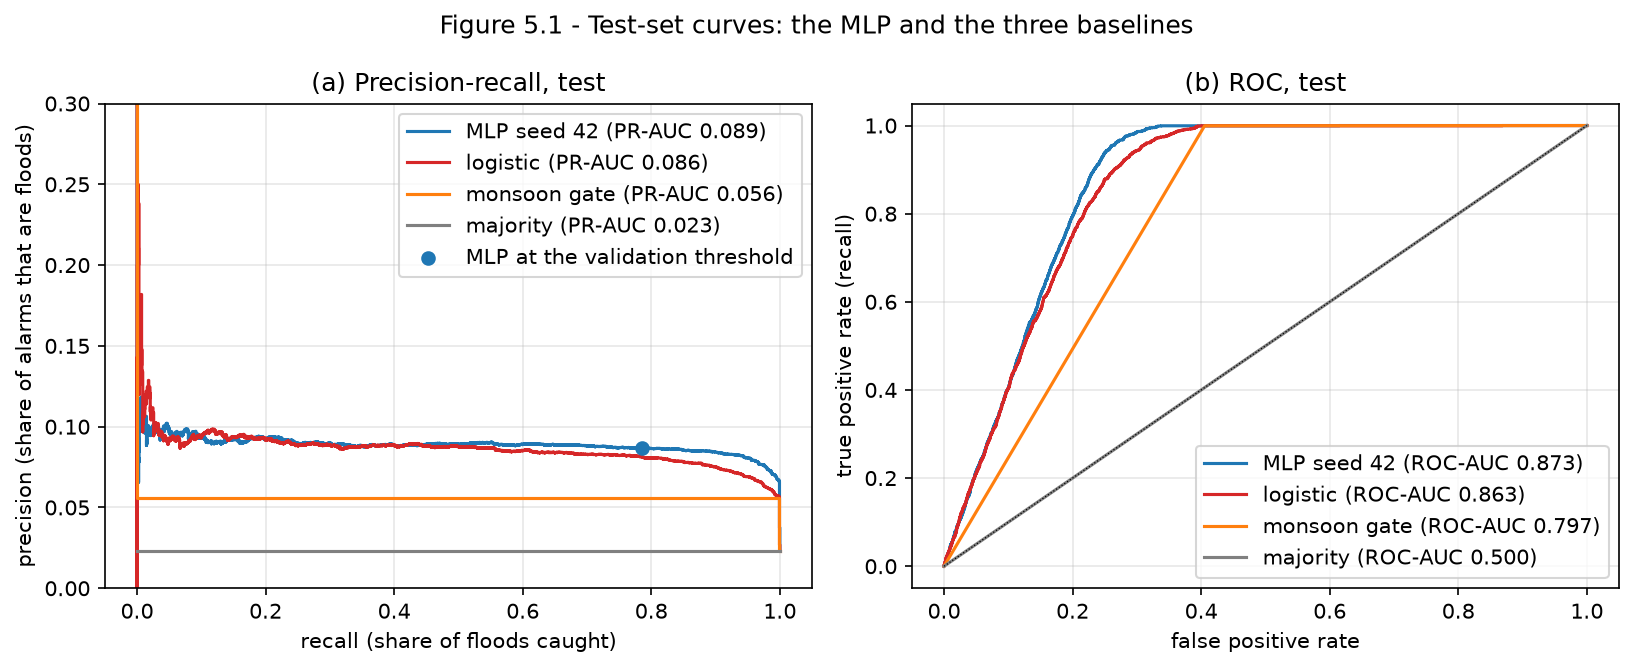 Figure 5.1 - Test-set curves: the MLP and the three baselines
(a) Precision-recall, test
precision (share of alarms that are floods)
0.30
0.25
0.20
0.15
0.10
0.05
0.00
MLP seed 42 (PR-AUC 0.089)
logistic (PR-AUC 0.086)
monsoon gate (PR-AUC 0.056)
majority (PR-AUC 0.023)
MLP at the validation threshold
0.0 0.2 0.4 0.6 0.8 1.0
recall (share of floods caught)
(b) ROC, test
true positive rate (recall)
1.0
0.8
0.6
0.4
0.2
0.0
MLP seed 42 (ROC-AUC 0.873)
logistic (ROC-AUC 0.863)
monsoon gate (ROC-AUC 0.797)
majority (ROC-AUC 0.500)
0.0 0.2 0.4 0.6 0.8 1.0
false positive rate